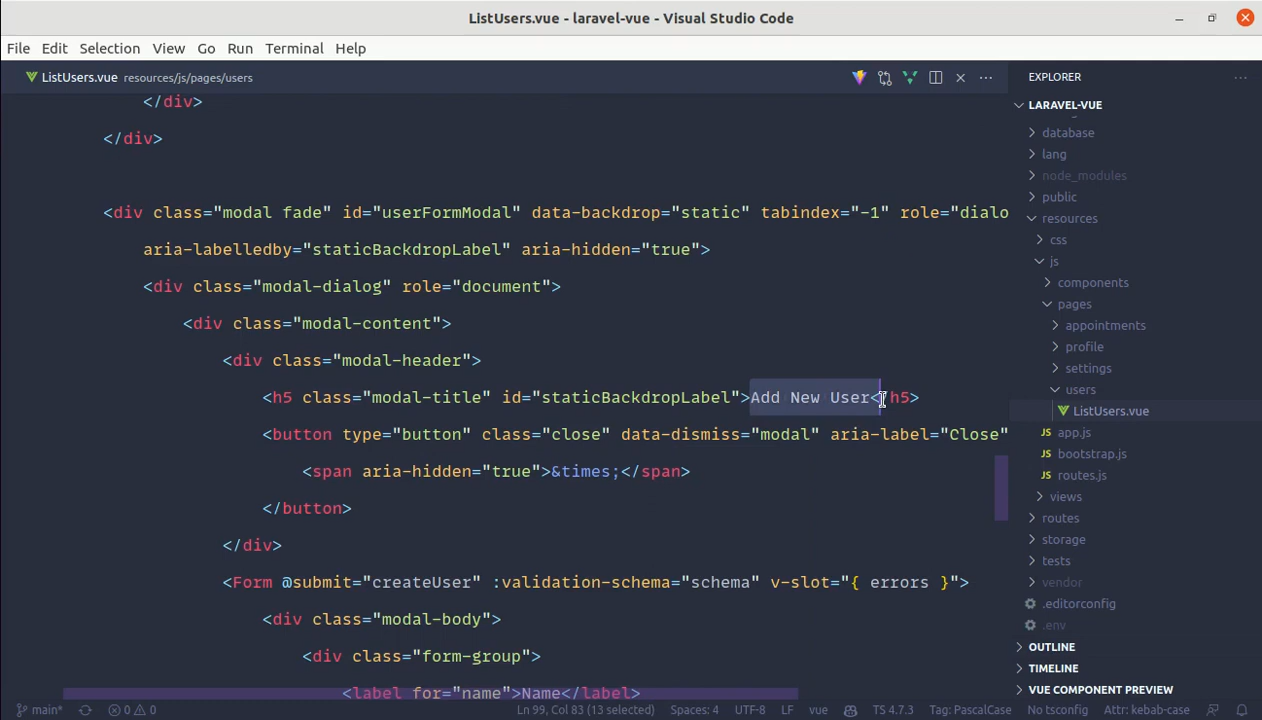 ListUsers.vue - laravel-vue - Visual Studio Code
File Edit Selection View Go Run Terminal Help
ListUsers.vue resources/js/pages/users
</div>
</div>
<div class="modal fade" id="userFormModal" data-backdrop="static" tabindex="-1" role="dialo
aria-labelledby="staticBackdropLabel" aria-hidden="true">
<div class="modal-dialog" role="document">
<div class="modal-content">
<div class="modal-header">
<h5 class="modal-title" id="staticBackdropLabel">Add New User</h5>
<button type="button" class="close" data-dismiss="modal" aria-label="Close"
<span aria-hidden="true">&times;</span>
</button>
</div>
<Form @submit="createUser" :validation-schema="schema" v-slot="{ errors }">
<div class="modal-body">
<div class="form-group">
<label for="name">Name</label>
EXPLORER
LARAVEL-VUE
database
lang
node_modules
public
resources
css
js
components
pages
appointments
profile
settings
users
ListUsers.vue
JS app.js
JS bootstrap.js
JS routes.js
views
routes
storage
tests
vendor
.editorconfig
.env
OUTLINE
TIMELINE
VUE COMPONENT PREVIEW
main* 0 0 Ln 99, Col 83 (13 selected) Spaces: 4 UTF-8 LF vue TS 4.7.3 Tag: PascalCase No tsconfig Attr: kebab-case